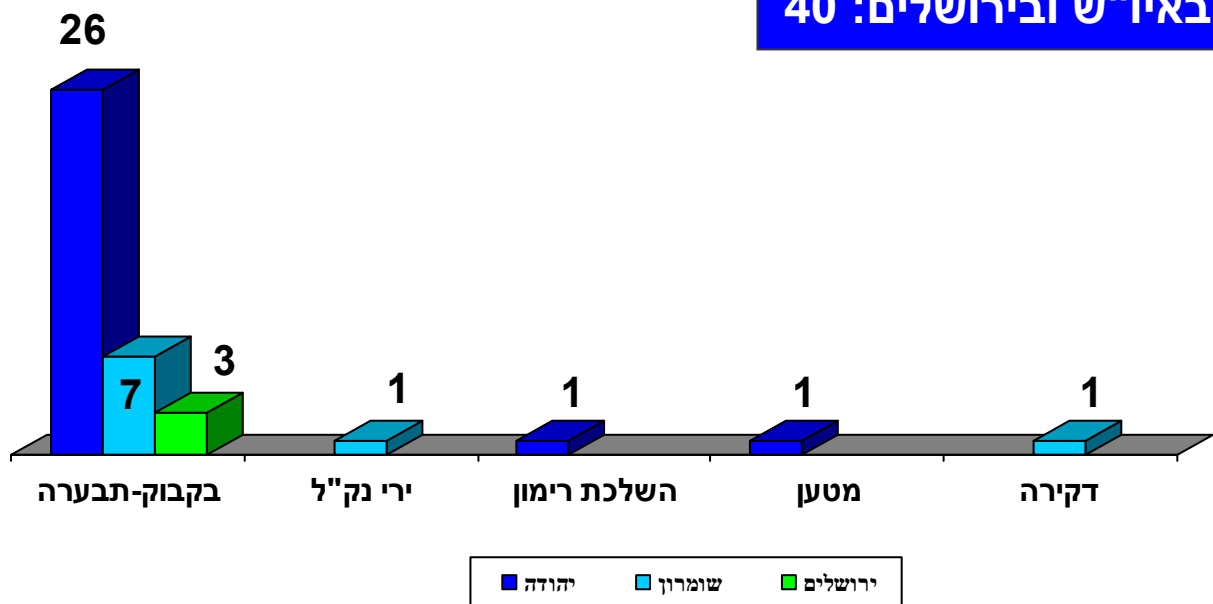 באיו"ש ובירושלים: 40
26
7
3
1
1
1
1
בקבוק-תבערה
ירי נק"ל
השלכת רימון
מטען
דקירה
יהודה
שומרון
ירושלים